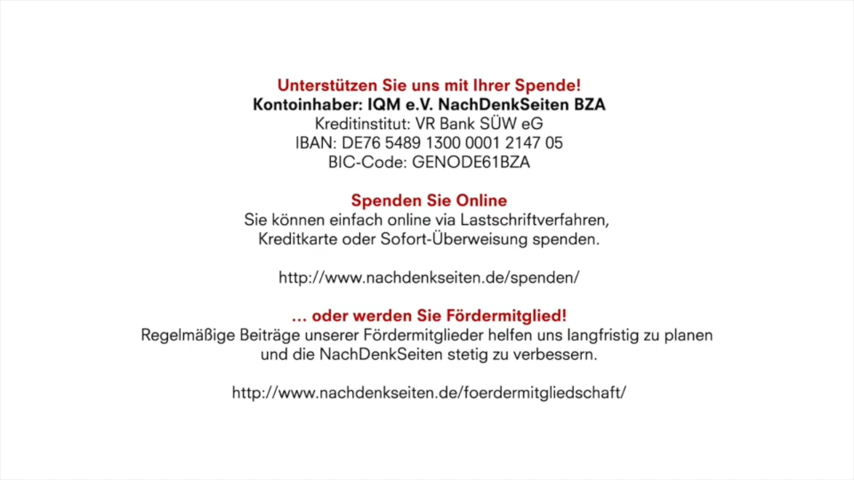 Unterstützen Sie uns mit Ihrer Spende!
Kontoinhaber: IQM e.V. NachDenkSeiten BZA
Kreditinstitut: VR Bank SÜW eG
IBAN: DE76 5489 1300 0001 2147 05
BIC-Code: GENODE61BZA
Spenden Sie Online
Sie können einfach online via Lastschriftverfahren,
Kreditkarte oder Sofort-Überweisung spenden.
http://www.nachdenkseiten.de/spenden/
... oder werden Sie Fördermitglied!
Regelmäßige Beiträge unserer Fördermitglieder helfen uns langfristig zu planen
und die NachDenkSeiten stetig zu verbessern.
http://www.nachdenkseiten.de/foerdermitgliedschaft/